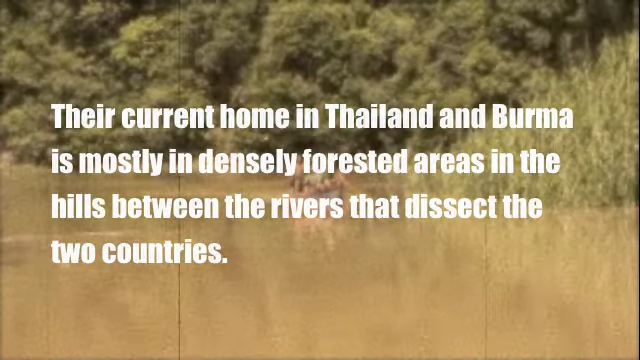 Their current home in Thailand and Burma
is mostly in densely forested areas in the
hills between the rivers that dissect the
two countries.